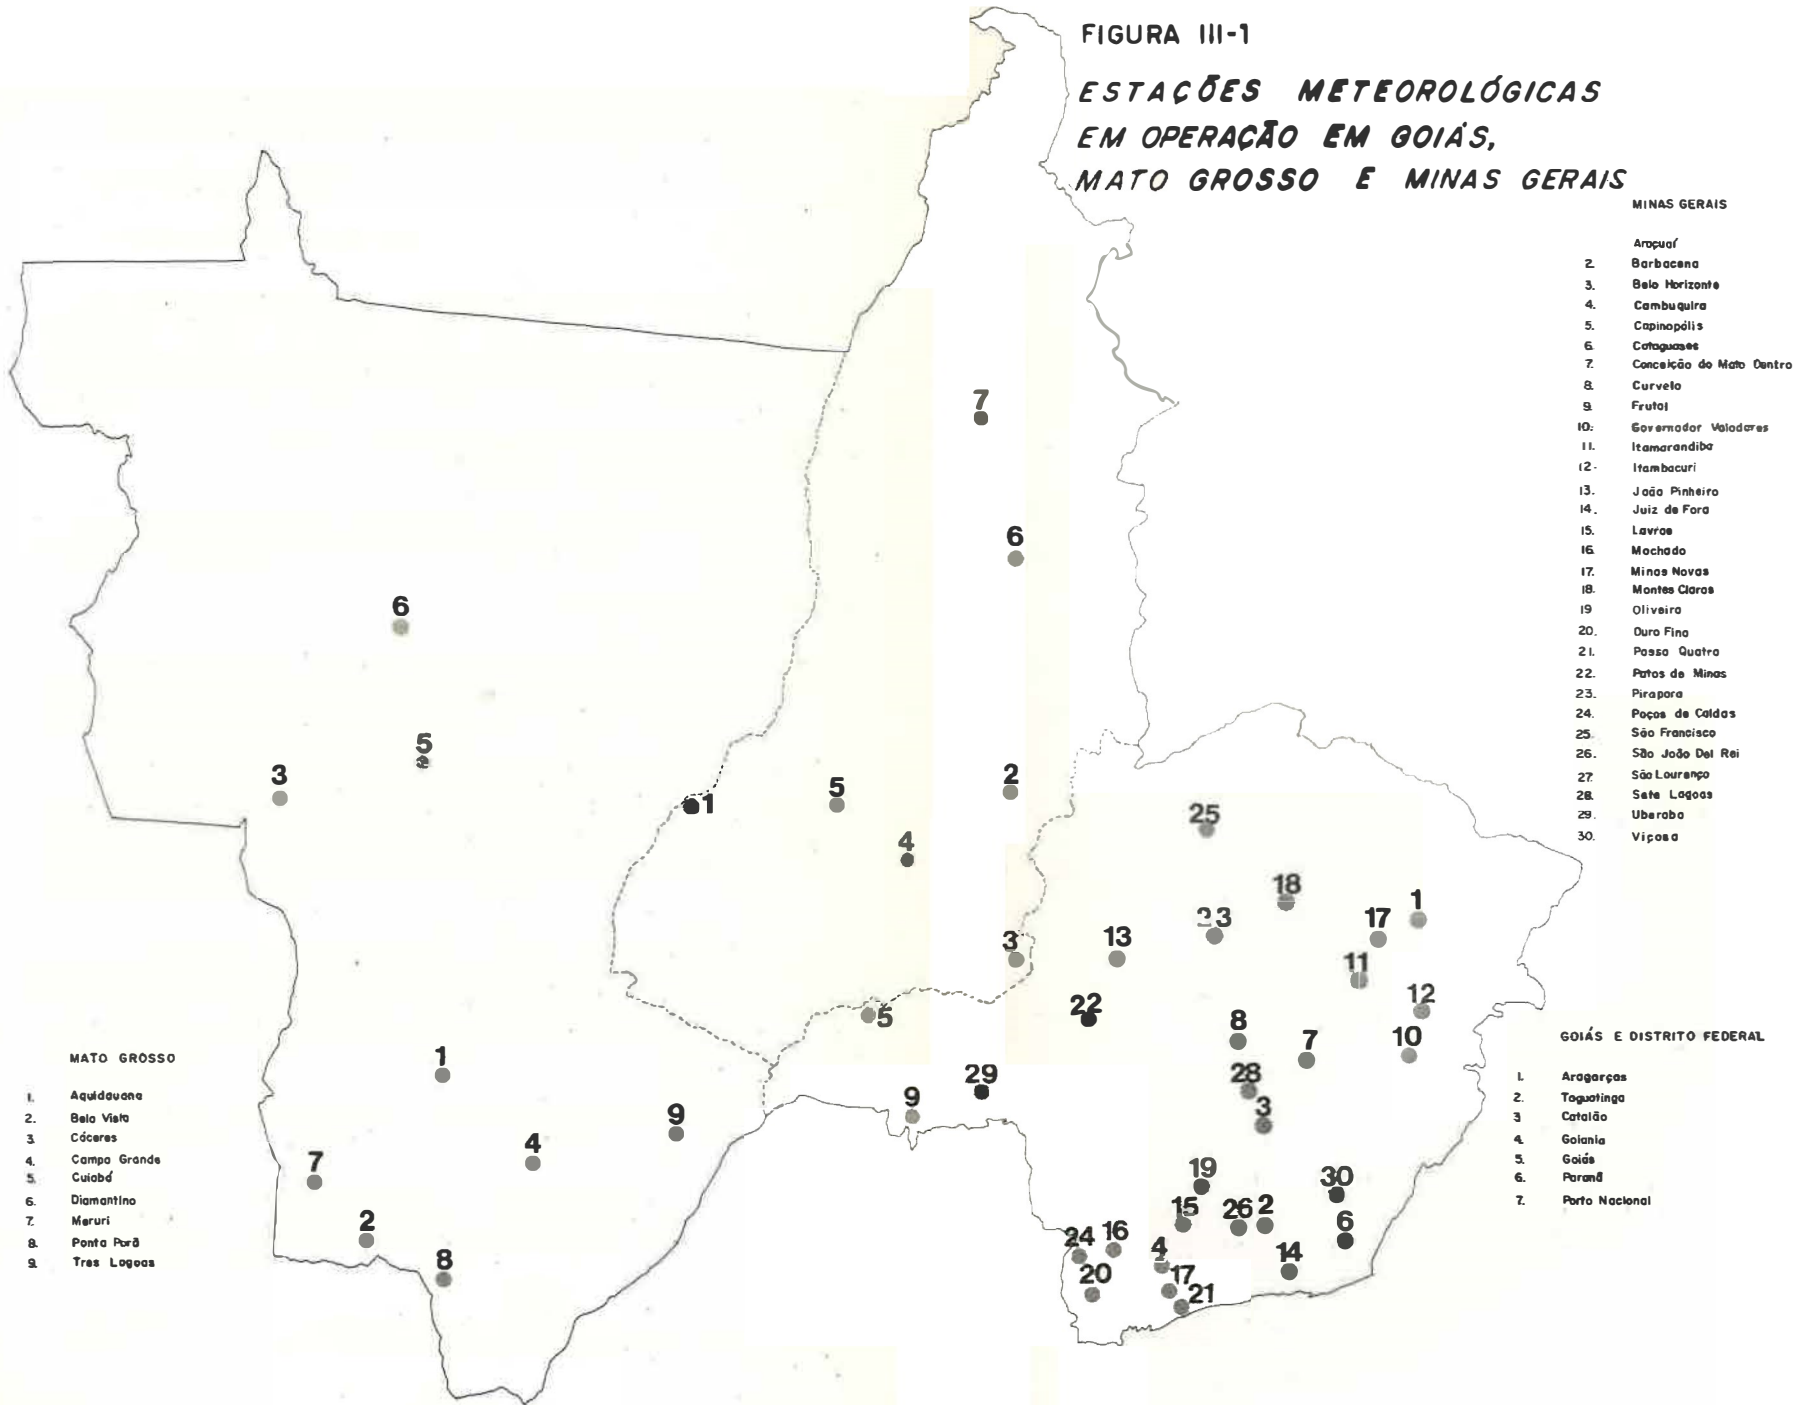 FIGURA III-1
ESTAÇÕES METEOROLÓGICAS
EM OPERAÇÃO EM GOIÁS,
MATO GROSSO E MINAS GERAIS
MINAS GERAIS
Araçuaí
2. Barbacena
3. Belo Horizonte
4. Cambuquira
5. Capinopólis
6. Cataguases
7. Conceição do Mato Dentro
8. Curvelo
9. Frutal
10. Governador Valadares
11. Itamarandiba
12. Itambacuri
13. João Pinheiro
14. Juiz de Fora
15. Lavras
16. Machado
17. Minas Novas
18. Montes Claros
19 Oliveira
20. Ouro Fino
21. Passa Quatro
22. Patos de Minas
23. Pirapora
24. Poços de Caldas
25. São Francisco
26. São João Del Rei
27. São Lourenço
28. Sete Lagoas
29. Uberaba
30. Viçosa
7
6
6
5
3
5
2
1
4
25
18
1
17
23
13
3
11
12
22
5
8
10
7
1
29
28
9
3
9
4
7
19
30
15
26
2
6
2
16
24
4
14
8
20
17
21
MATO GROSSO
1. Aquidauana
2. Bela Vista
3. Cáceres
4. Campo Grande
5. Cuiabá
6. Diamantino
7. Meruri
8. Ponta Porã
9. Tres Lagoas
GOIÁS E DISTRITO FEDERAL
1. Aragarças
2. Taguatinga
3 Catalão
4. Goiania
5. Goiás
6. Paranã
7. Porto Nacional